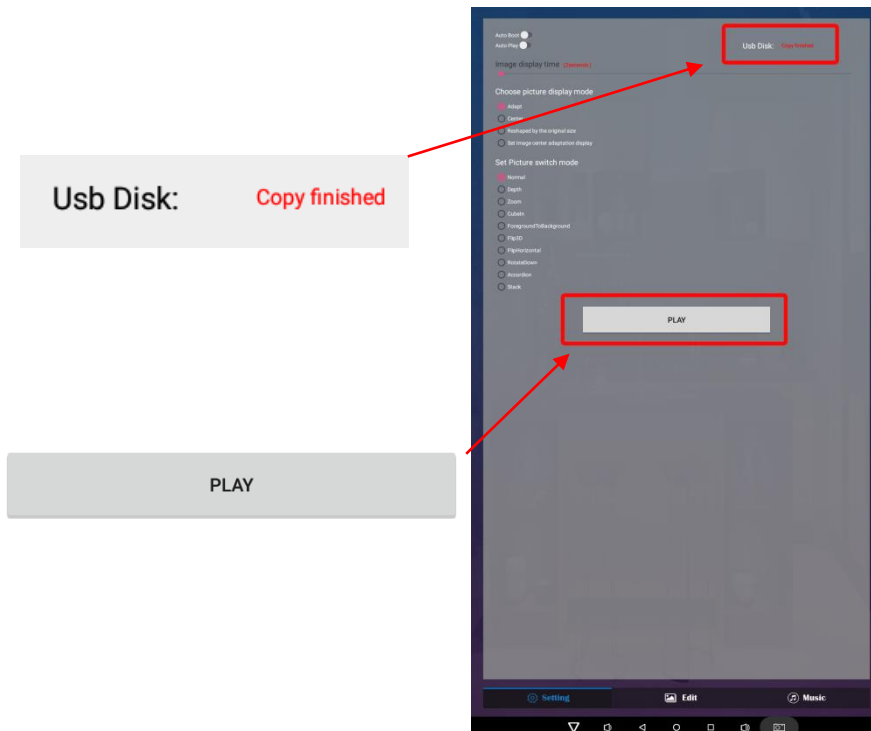 Usb Disk: Copy finished
PLAY
Auto Boot
Auto Play
Usb Disk: Copy finished
Image display time
Choose picture display mode
Adapt
Center
Reshaped by the original size
Set Image center adaptation display
Set Picture switch mode
Normal
Depth
Zoom
CubeIn
ForegroundToBackground
Flip3D
FlipHorizontal
RotateDown
Accordion
Stack
PLAY
Setting Edit Music